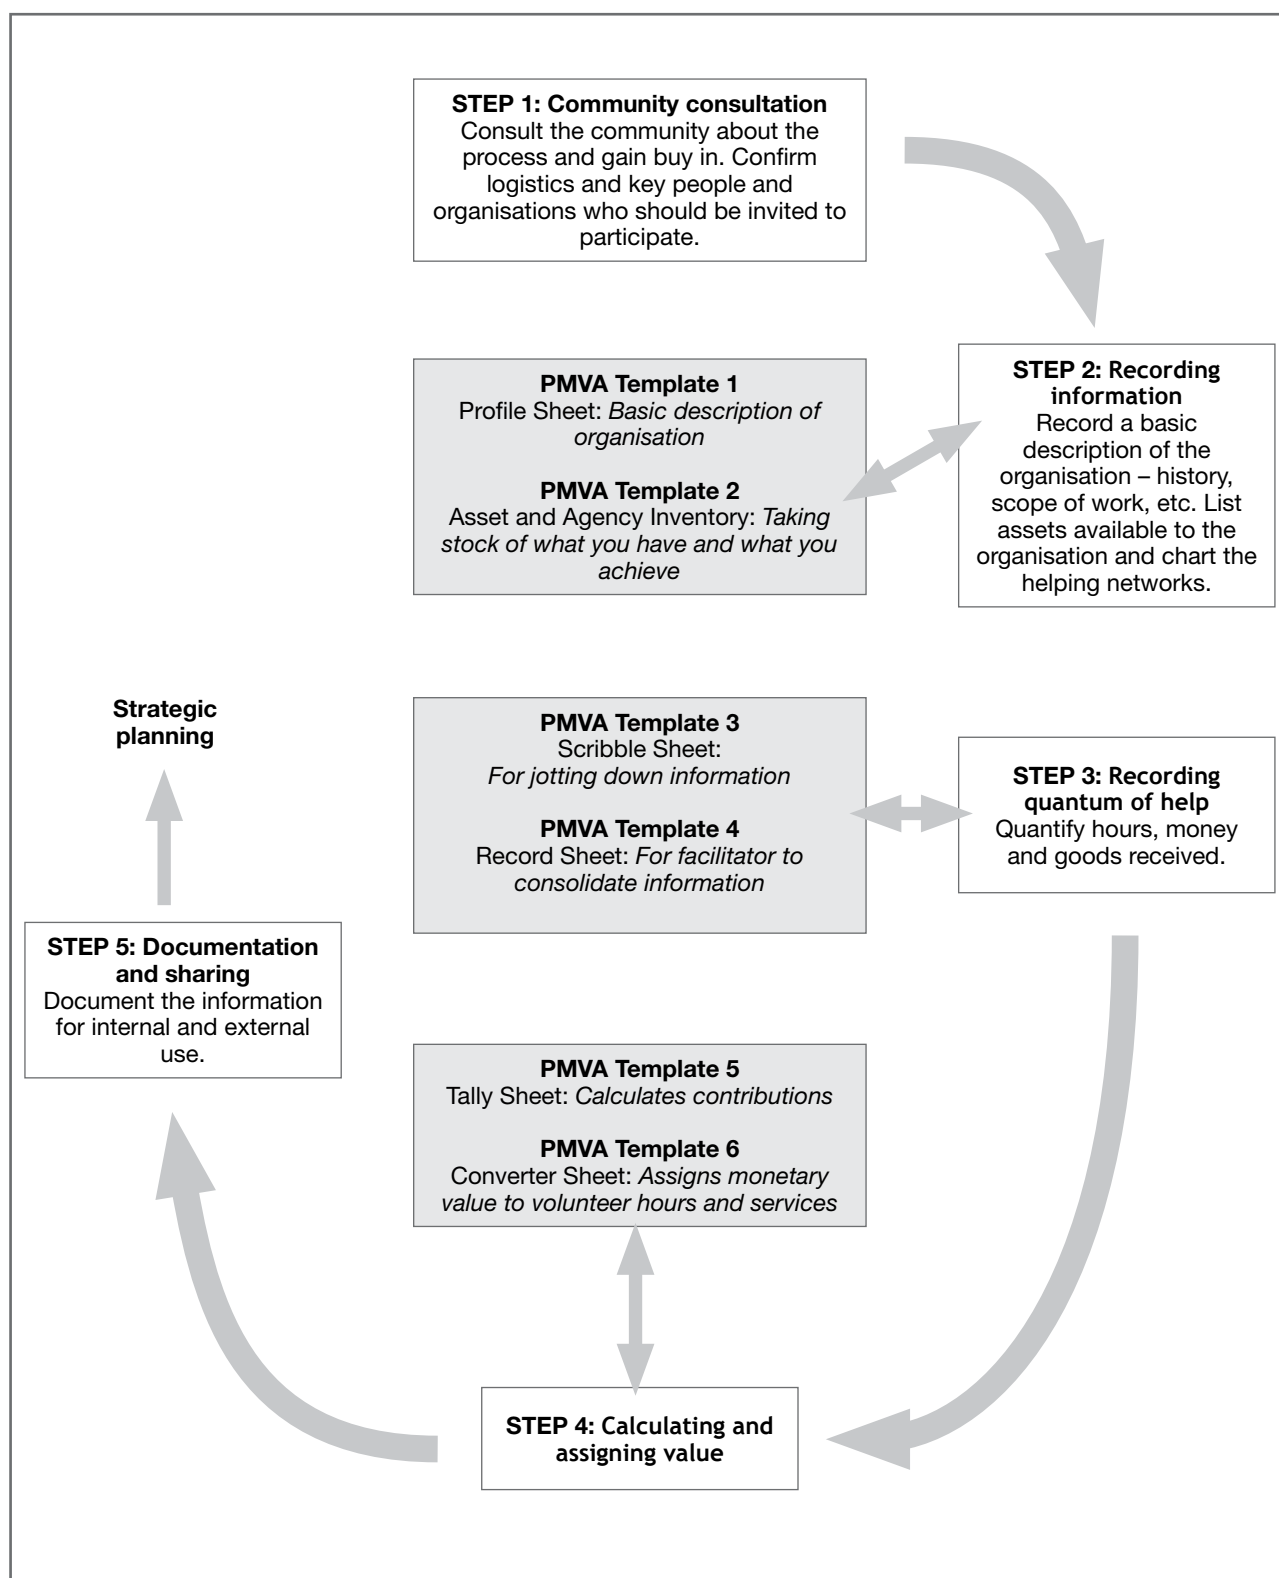 STEP 1: Community consultation
Consult the community about the
process and gain buy in. Confirm
logistics and key people and
organisations who should be invited to
participate.
PMVA Template 1
Profile Sheet: Basic description of
organisation
PMVA Template 2
Asset and Agency Inventory: Taking
stock of what you have and what you
achieve
STEP 2: Recording
information
Record a basic
description of the
organisation – history,
scope of work, etc. List
assets available to the
organisation and chart the
helping networks.
PMVA Template 3
Scribble Sheet:
For jotting down information
PMVA Template 4
Record Sheet: For facilitator to
consolidate information
STEP 3: Recording
quantum of help
Quantify hours, money
and goods received.
PMVA Template 5
Tally Sheet: Calculates contributions
PMVA Template 6
Converter Sheet: Assigns monetary
value to volunteer hours and services
STEP 4: Calculating and
assigning value
STEP 5: Documentation
and sharing
Document the information
for internal and external
use.
Strategic
planning